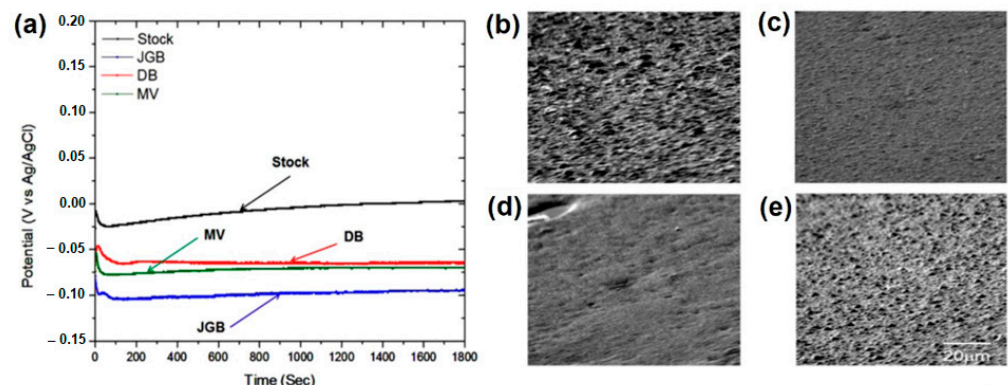 (a)
0.20
0.15
0.10
0.05
0.00
−0.05
−0.10
−0.15
Potential (V vs Ag/AgCl)
Stock
JGB
DB
MV
Stock
MV
DB
JGB
0 200 400 600 800 1000 1200 1400 1600 1800
Time (Sec)
(b)
(c)
(d)
(e)
20μm